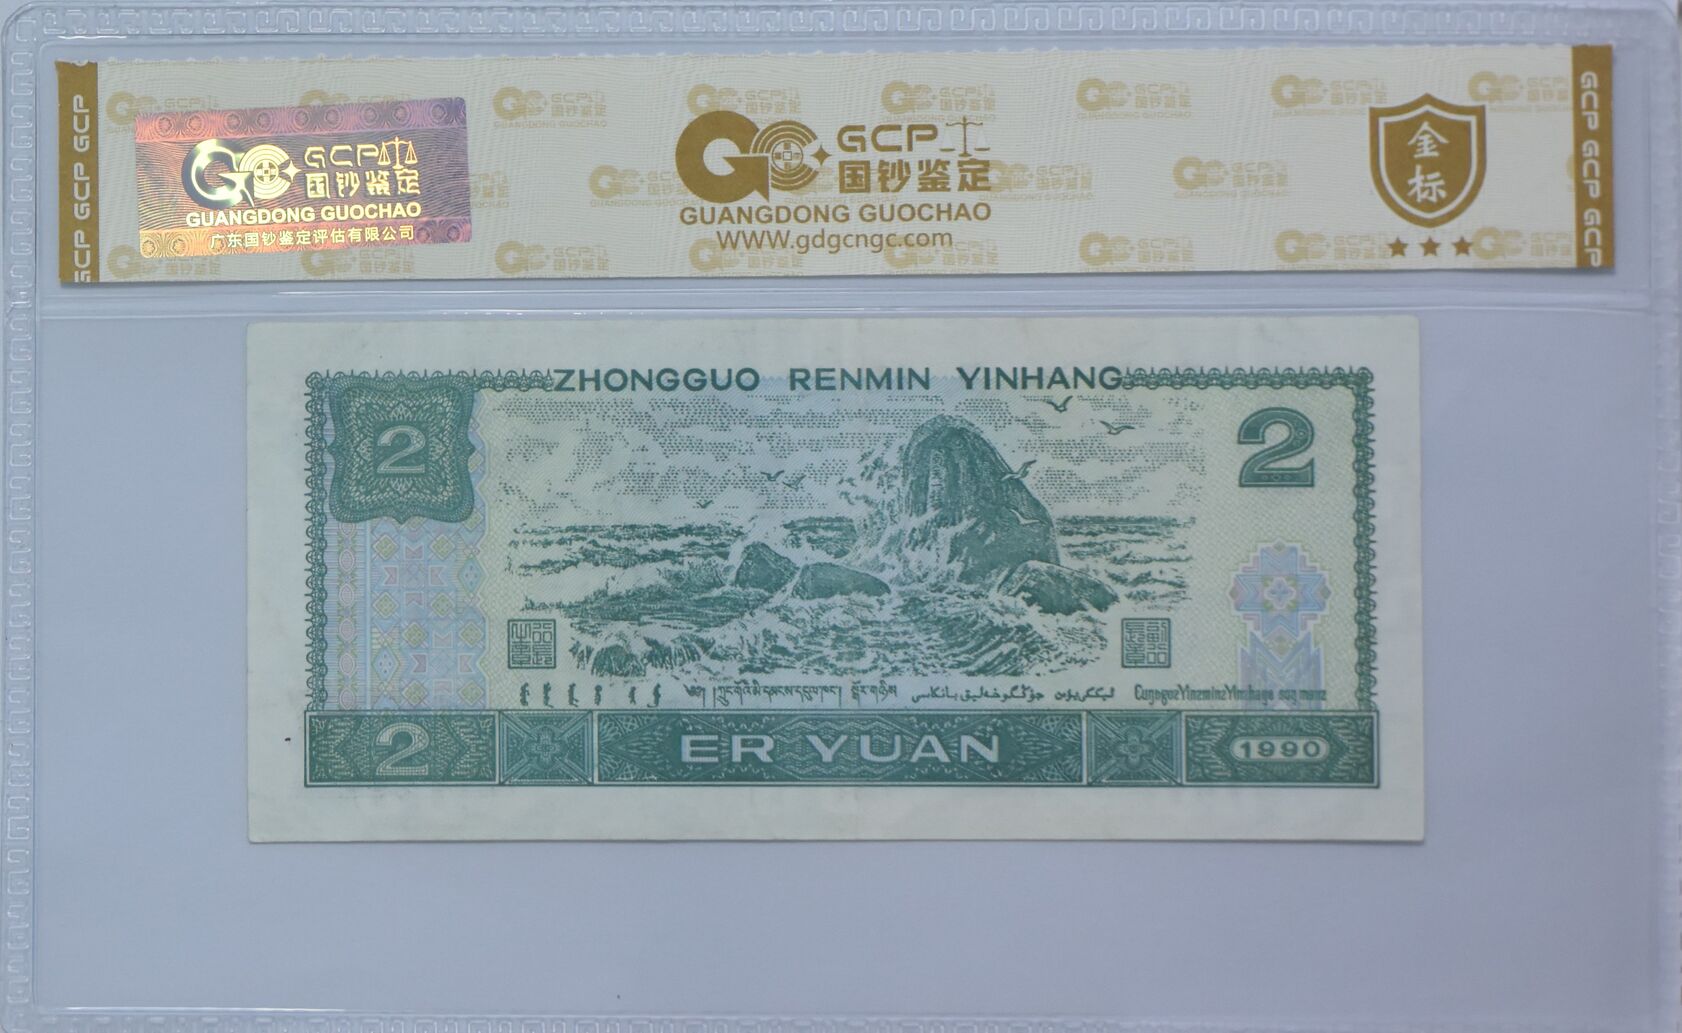 GCP GCP GCP
GCP
国钞鉴定
GUANGDONG GUOCHAO
广东国钞鉴定评估有限公司
GCP
国钞鉴定
GUANGDONG GUOCHAO
WWW.gdgcngc.com
金标
GCP GCP GCP
ZHONGGUO RENMIN YINHANG
2
2
2
ER YUAN
1990